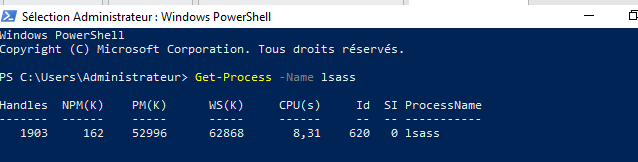 Sélection Administrateur : Windows PowerShell
Windows PowerShell
Copyright (C) Microsoft Corporation. Tous droits réservés.
PS C:\Users\Administrateur> Get-Process -Name lsass
Handles  NPM(K)    PM(K)      WS(K)     CPU(s)     Id  SI ProcessName
-------  ------    -----      -----     ------     --  -- -----------
   1903     162    52996      62868       8,31    620   0 lsass